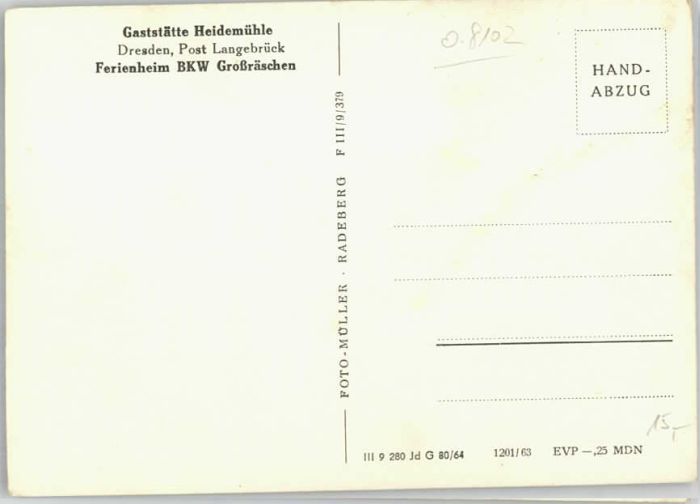 Gaststätte Heidemühle
Dresden, Post Langebrück
Ferienheim BKW Großräschen
FOTO-MÜLLER · RADEBERG F III/9/379
O. 8102
HAND-
ABZUG
15,-
III 9 280 Jd G 80/64 1201/63 EVP –,25 MDN